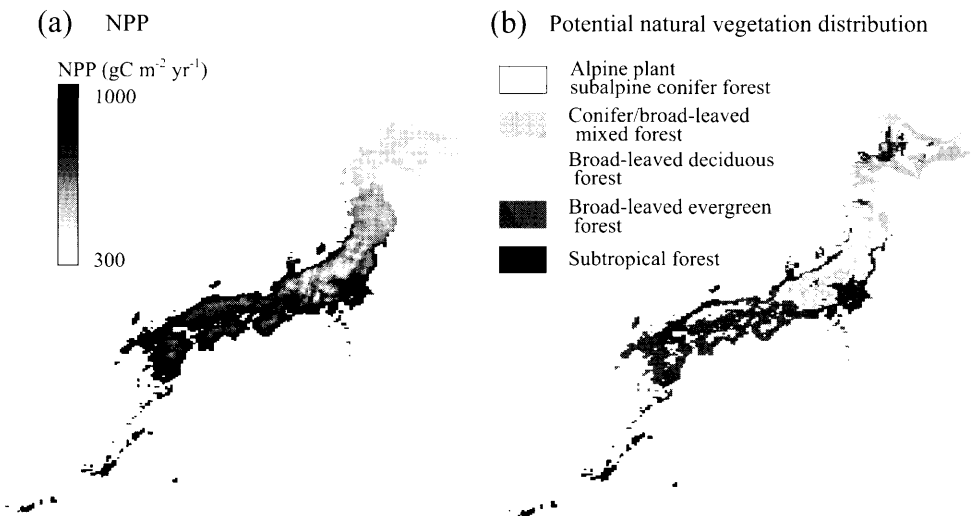 (a) NPP
NPP (gC m⁻² yr⁻¹)
1000
300
(b) Potential natural vegetation distribution
Alpine plant
subalpine conifer forest
Conifer/broad-leaved
mixed forest
Broad-leaved deciduous
forest
Broad-leaved evergreen
forest
Subtropical forest